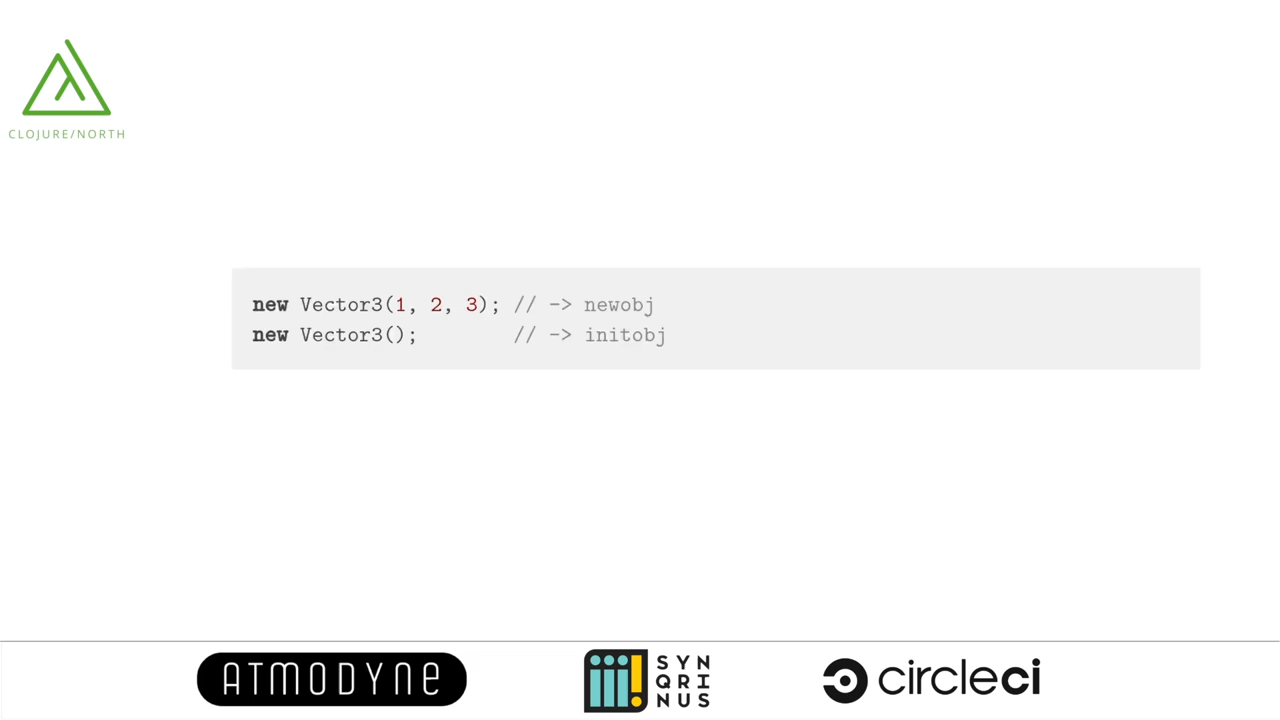 CLOJURE/NORTH
new Vector3(1, 2, 3); // -> newobj
new Vector3();        // -> initobj
ATMODYNE
SYN
QRI
NUS
circleci